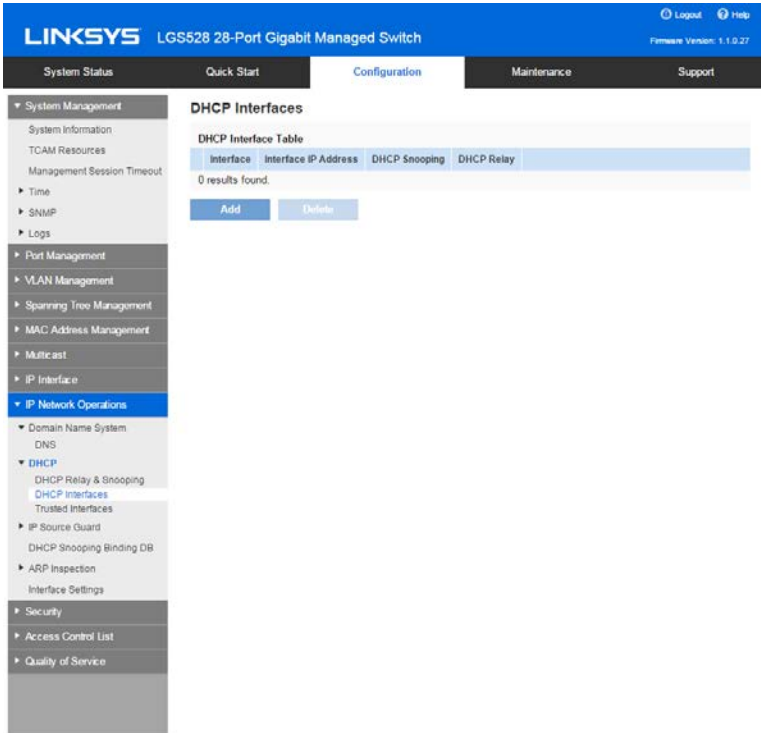 Logout Help
LINKSYS LGS528 28-Port Gigabit Managed Switch
Firmware Version: 1.1.0.27
System Status Quick Start Configuration Maintenance Support
System Management
System Information
TCAM Resources
Management Session Timeout
Time
SNMP
Logs
Port Management
VLAN Management
Spanning Tree Management
MAC Address Management
Multicast
IP Interface
IP Network Operations
Domain Name System
DNS
DHCP
DHCP Relay & Snooping
DHCP Interfaces
Trusted Interfaces
IP Source Guard
DHCP Snooping Binding DB
ARP Inspection
Interface Settings
Security
Access Control List
Quality of Service
DHCP Interfaces
DHCP Interface Table
Interface Interface IP Address DHCP Snooping DHCP Relay
0 results found.
Add Delete